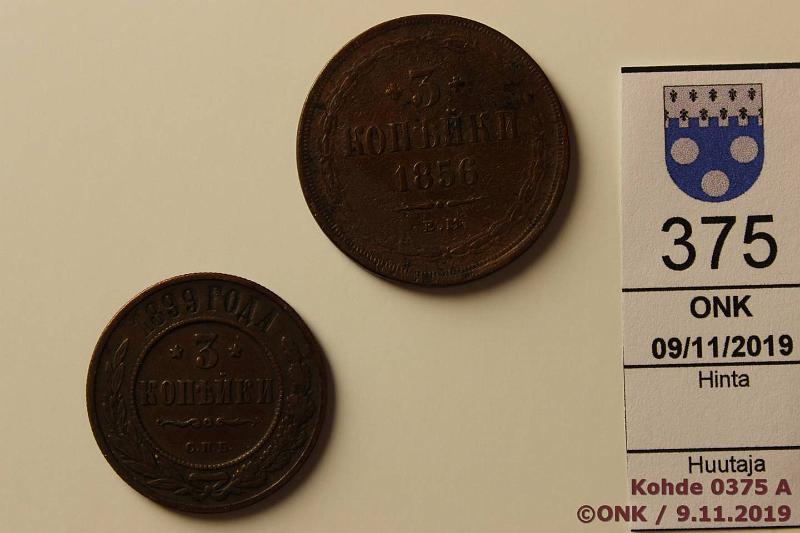 3
КОПѢЙКИ
1856
Е.М.
1899 ГОДА
3
КОПѢЙКИ
С.П.Б.
375
ONK
09/11/2019
Hinta
Huutaja
Kohde 0375 A
©ONK / 9.11.2019